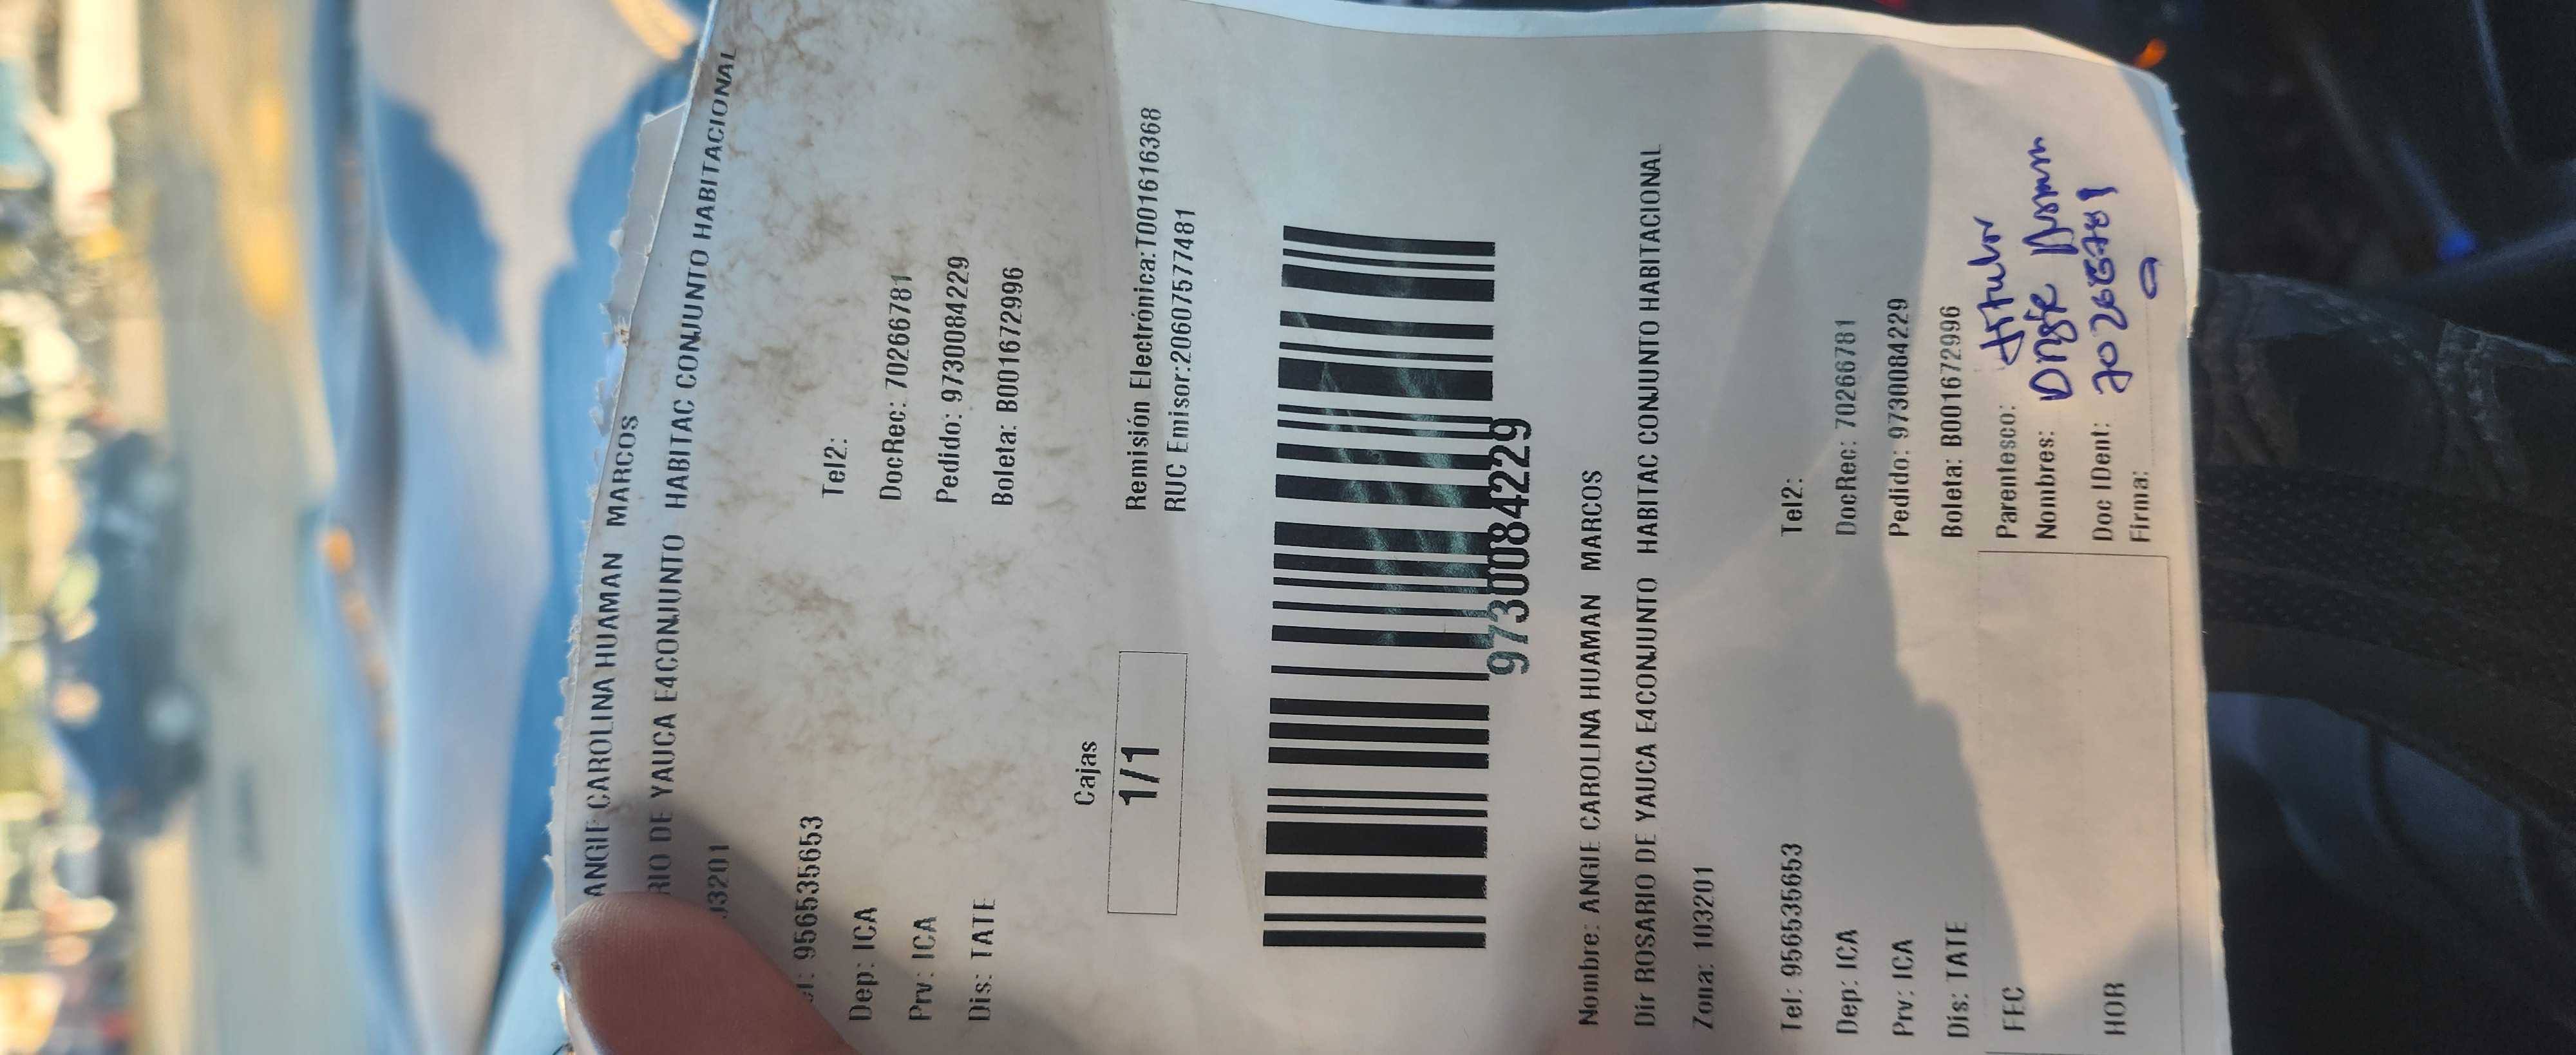 ANGIE CAROLINA HUAMAN MARCOS
RIO DE YAUCA E4CONJUNTO HABITAC CONJUNTO HABITACIONAL
03201
el: 956535653
Tel2:
Dep: ICA
DocRec: 70266781
Prv: ICA
Pedido: 9730084229
Dis: TATE
Boleta: B001672996
Cajas
1/1
Remisión Electrónica:T001616368
RUC Emisor:20607577481
9730084229
Nombre: ANGIE CAROLINA HUAMAN MARCOS
Dir ROSARIO DE YAUCA E4CONJUNTO HABITAC CONJUNTO HABITACIONAL
Zona: 103201
Tel: 956535653
Tel2:
Dep: ICA
DocRec: 70266781
Prv: ICA
Pedido: 9730084229
Dis: TATE
Boleta: B001672996
FEC
Parentesco: titular
Nombres: Angie
HOR
Doc IDent: 70266781
Firma: